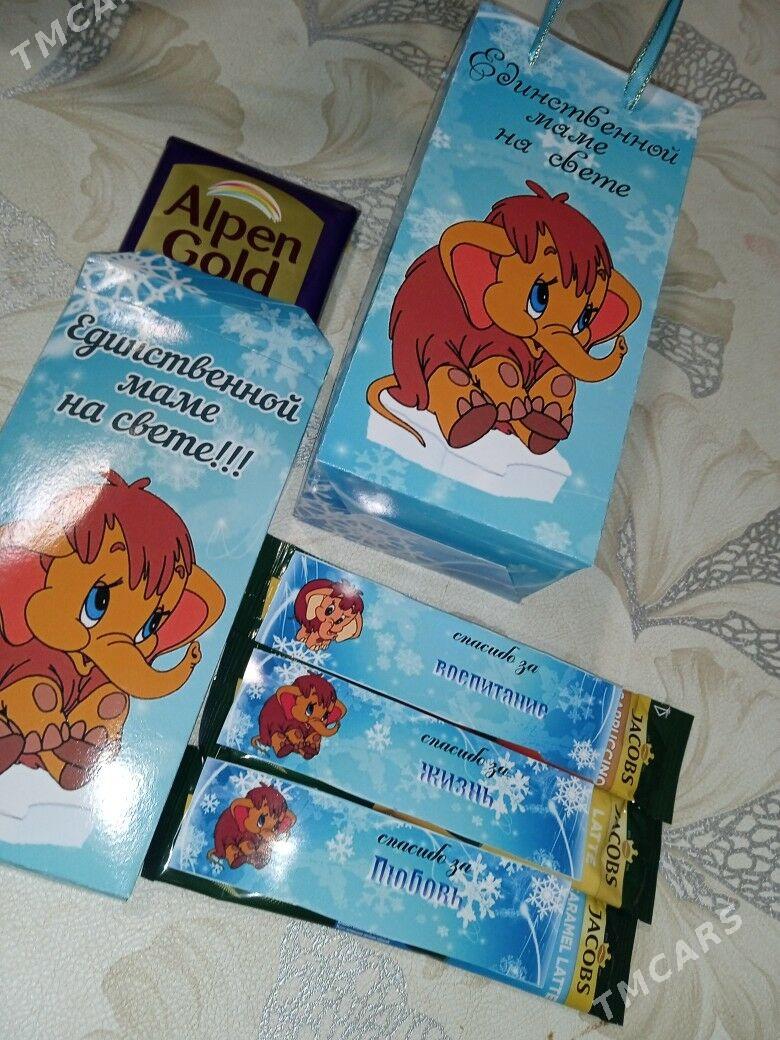 TMCARS
Единственной
маме
на свете
Alpen
Gold
Единственной
маме
на свете!!!
спасибо за
воспитание
CAPPUCCINO
JACOBS
спасибо за
жизнь
LATTE
JACOBS
спасибо за
Любовь
CARAMEL LATTE
JACOBS
TMCARS